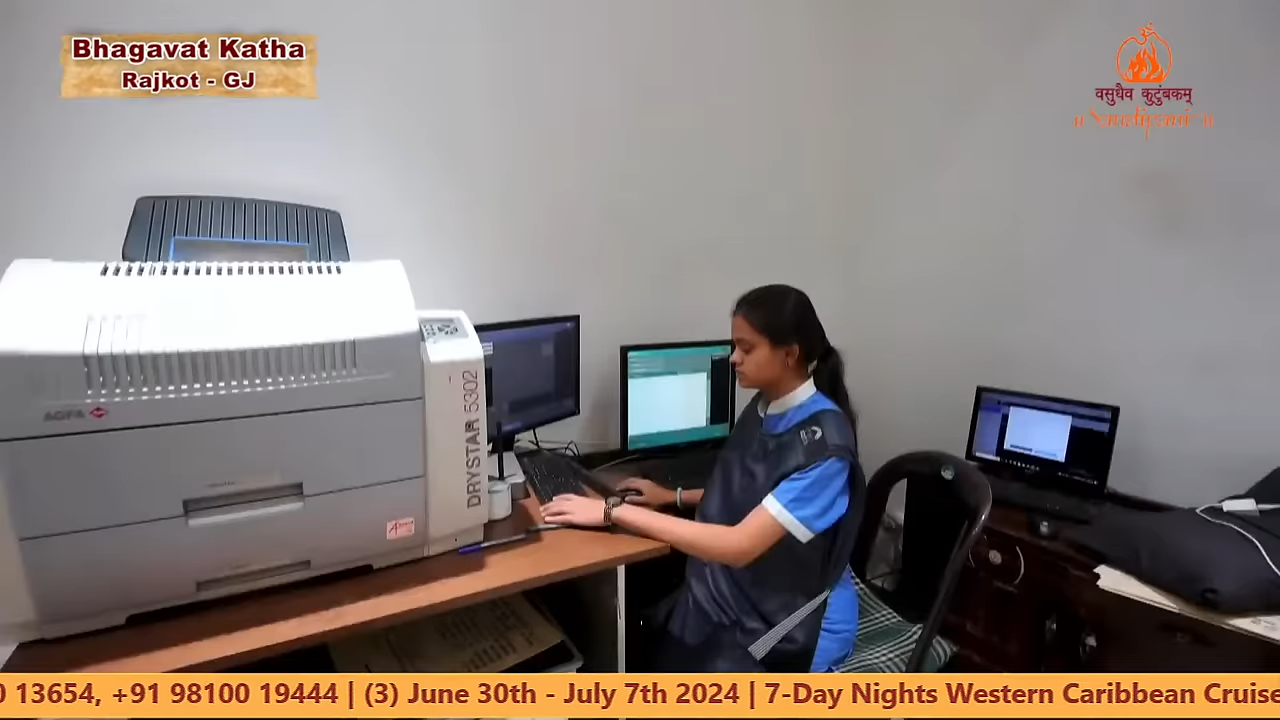 Bhagavat Katha
Rajkot - GJ
वसुधैव कुटुंबकम्
॥ Sandipani ॥
AGFA
DRYSTAR 5302
0 13654, +91 98100 19444 | (3) June 30th - July 7th 2024 | 7-Day Nights Western Caribbean Cruise